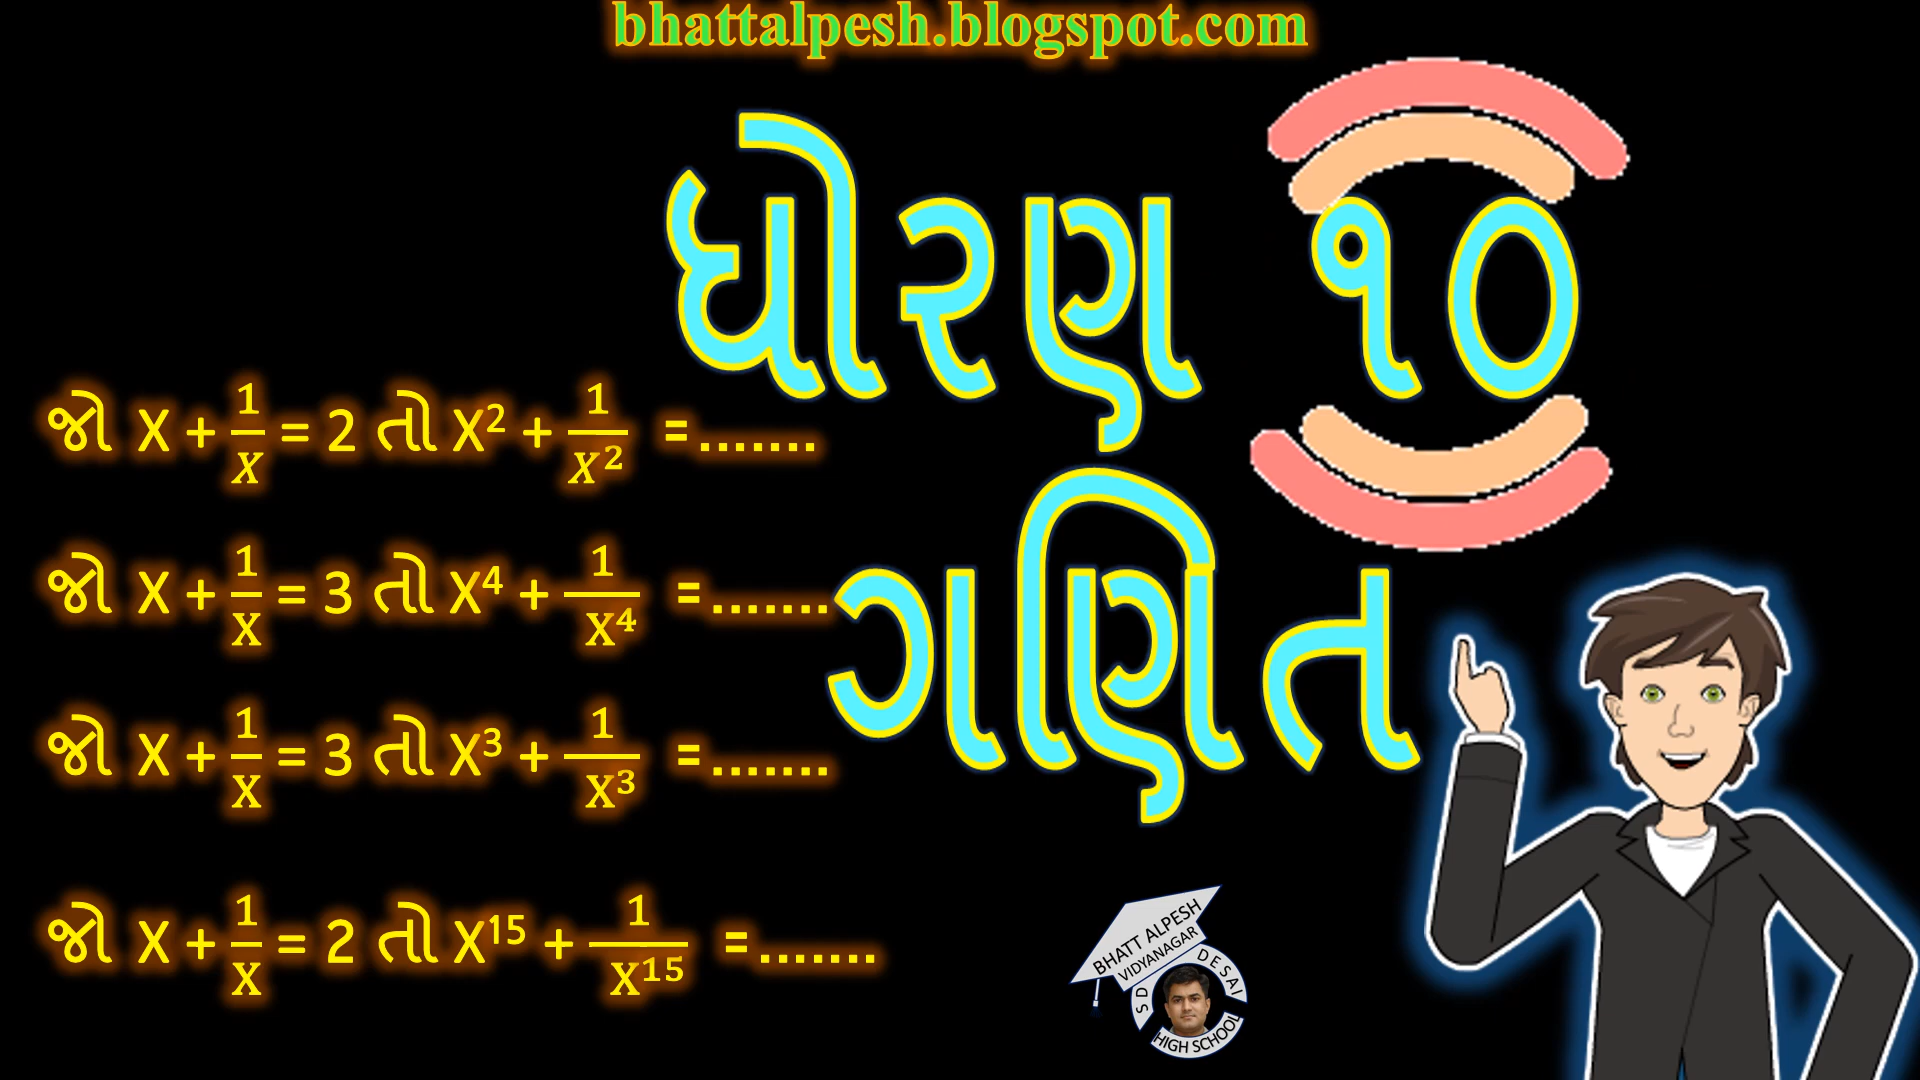 bhattalpesh.blogspot.com
ધોરણ ૧૦
ગણિત
જો X + 1/X = 2 તો X² + 1/X² = .......
જો X + 1/X = 3 તો X⁴ + 1/X⁴ = .......
જો X + 1/X = 3 તો X³ + 1/X³ = .......
જો X + 1/X = 2 તો X¹⁵ + 1/X¹⁵ = .......
BHATT ALPESH
VIDYANAGAR
S D DESAI
HIGH SCHOOL